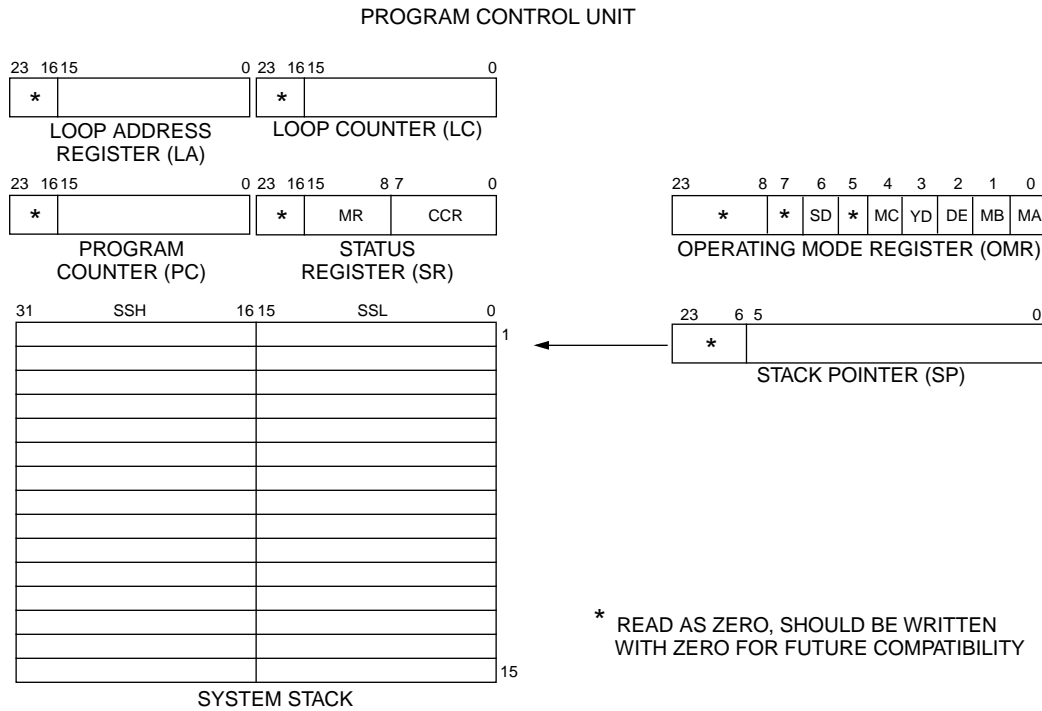 PROGRAM CONTROL UNIT
23 16 15 0 23 16 15 0
* *
LOOP ADDRESS
REGISTER (LA)
LOOP COUNTER (LC)
23 16 15 0 23 16 15 8 7 0
* * MR CCR
PROGRAM
COUNTER (PC)
STATUS
REGISTER (SR)
23 8 7 6 5 4 3 2 1 0
* * SD * MC YD DE MB MA
OPERATING MODE REGISTER (OMR)
31 SSH 16 15 SSL 0
1
15
SYSTEM STACK
23 6 5 0
*
STACK POINTER (SP)
* READ AS ZERO, SHOULD BE WRITTEN
WITH ZERO FOR FUTURE COMPATIBILITY